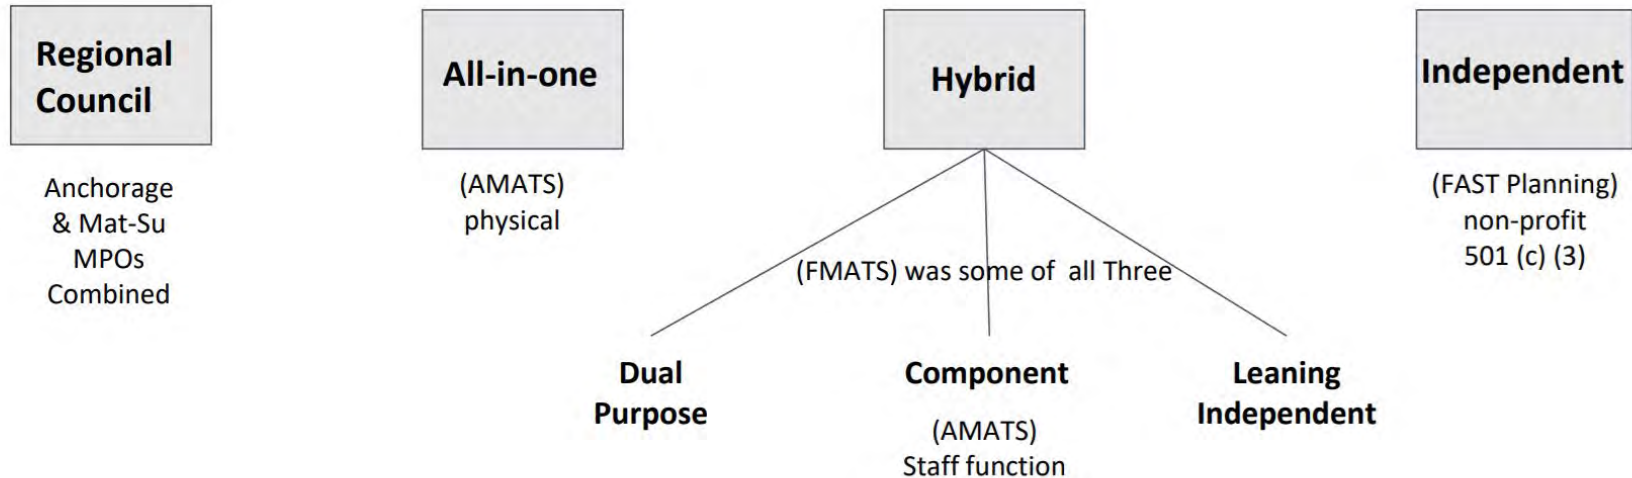 Regional
Council
All-in-one
Hybrid
Independent
Anchorage
& Mat-Su
MPOs
Combined
(AMATS)
physical
(FAST Planning)
non-profit
501 (c) (3)
(FMATS) was some of  all Three
Dual
Purpose
Component
(AMATS)
Staff function
Leaning
Independent